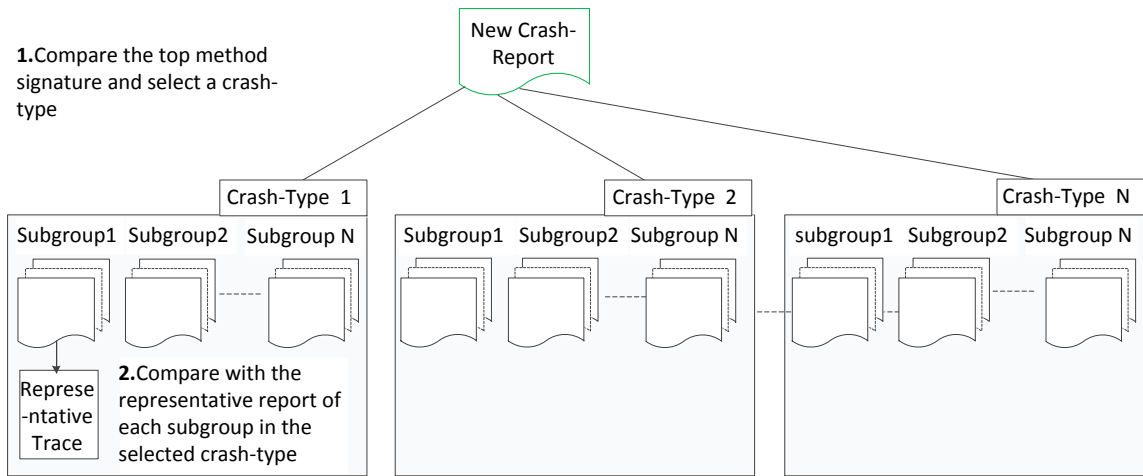 New Crash-
Report
1.Compare the top method
signature and select a crash-
type
Crash-Type 1
Crash-Type 2
Crash-Type N
Subgroup1 Subgroup2 Subgroup N
Subgroup1 Subgroup2 Subgroup N
subgroup1 Subgroup2 Subgroup N
Represe
-ntative
Trace
2.Compare with the
representative report of
each subgroup in the
selected crash-type